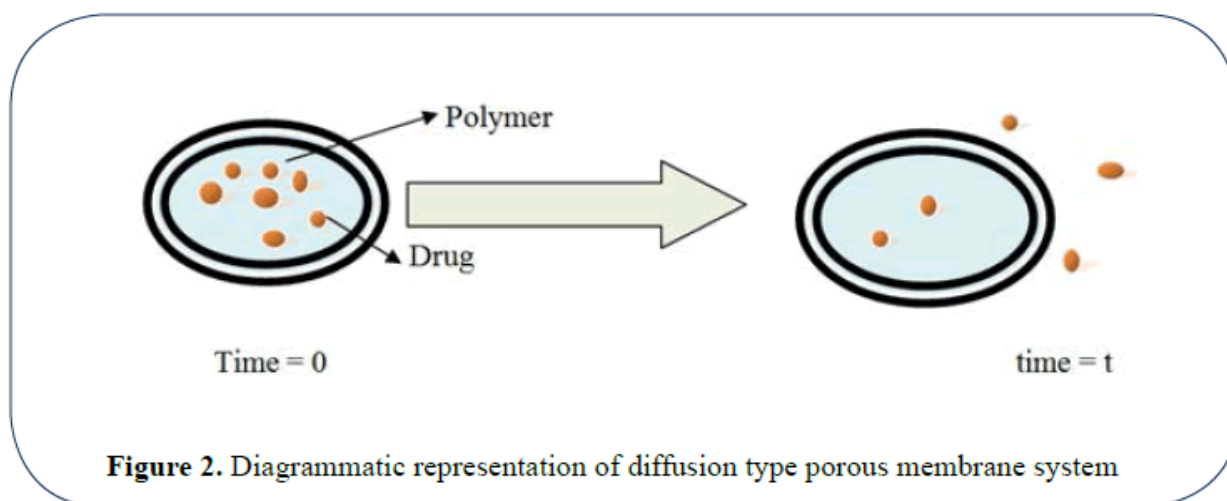 Polymer
Drug
Time = 0
time = t
Figure 2. Diagrammatic representation of diffusion type porous membrane system